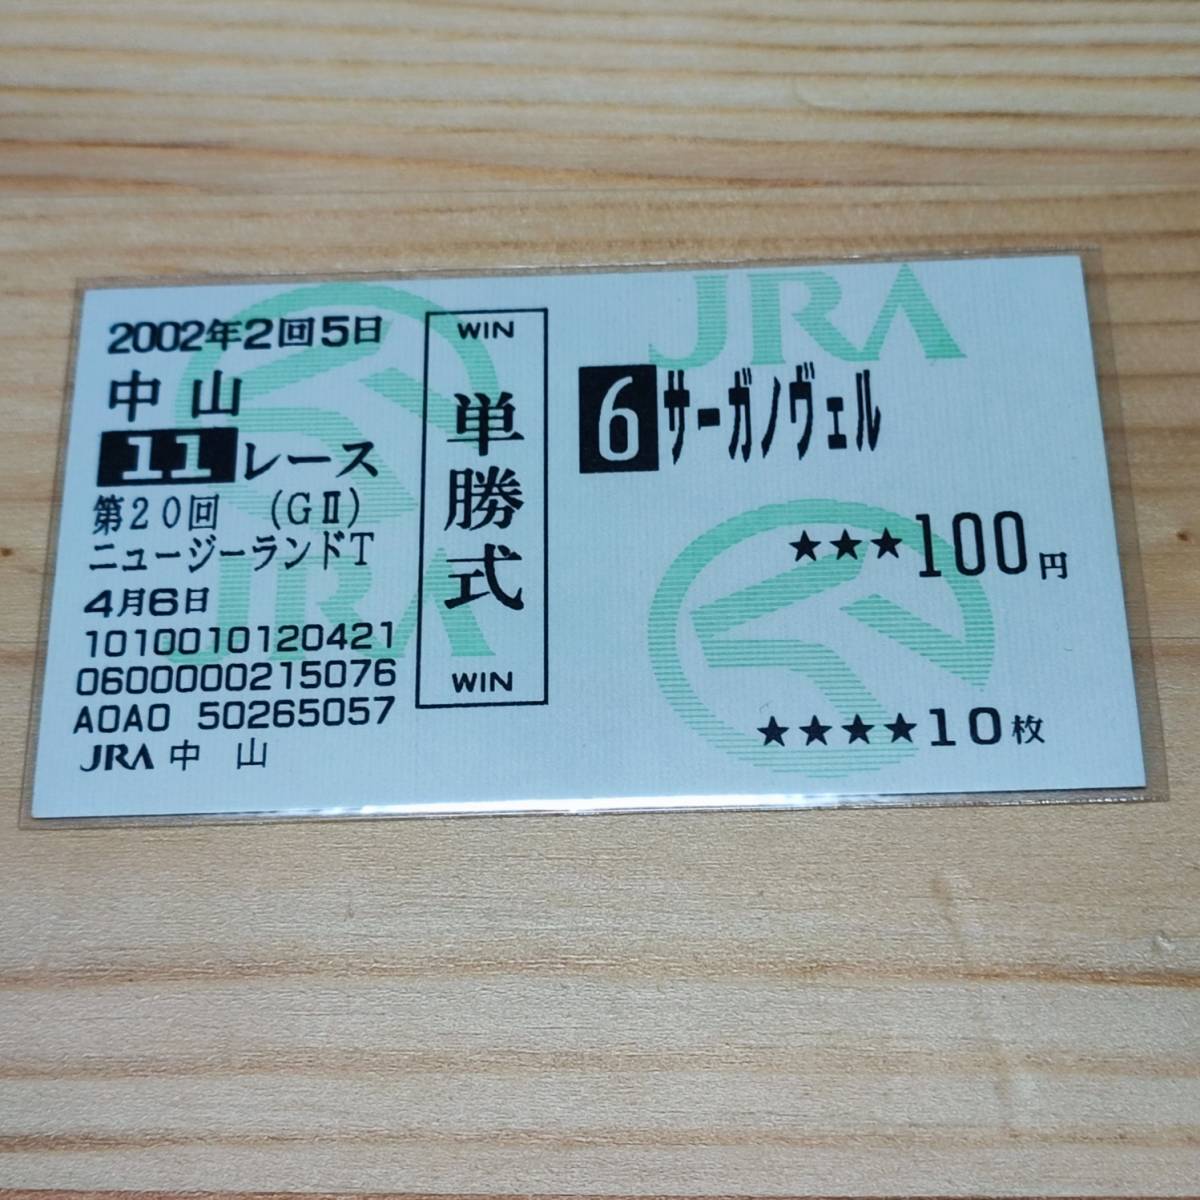 2002年2回5日
中山
11レース
第20回 (GⅡ)
ニュージーランドT
4月6日
1010010120421
0600000215076
A0A0 50265057
JRA 中 山
WIN
単勝式
WIN
JRA
6 サーガノヴェル
★★★100円
★★★★10枚
JRA